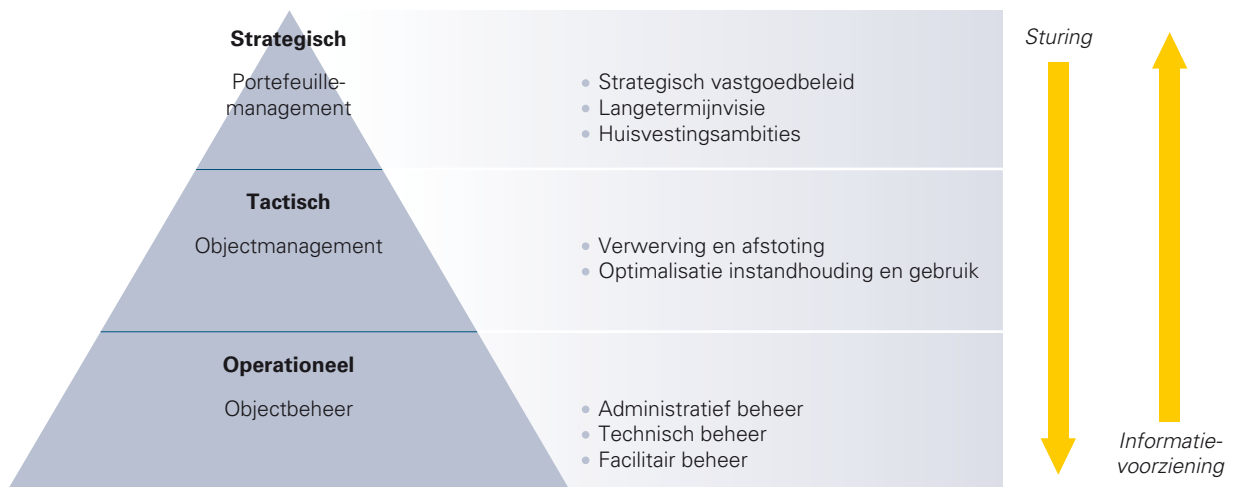 Strategisch
Portefeuille-
management
Strategisch vastgoedbeleid
Langetermijnvisie
Huisvestingsambities
Tactisch
Objectmanagement
Verwerving en afstoting
Optimalisatie instandhouding en gebruik
Operationeel
Objectbeheer
Administratief beheer
Technisch beheer
Facilitair beheer
Sturing
Informatie-
voorziening